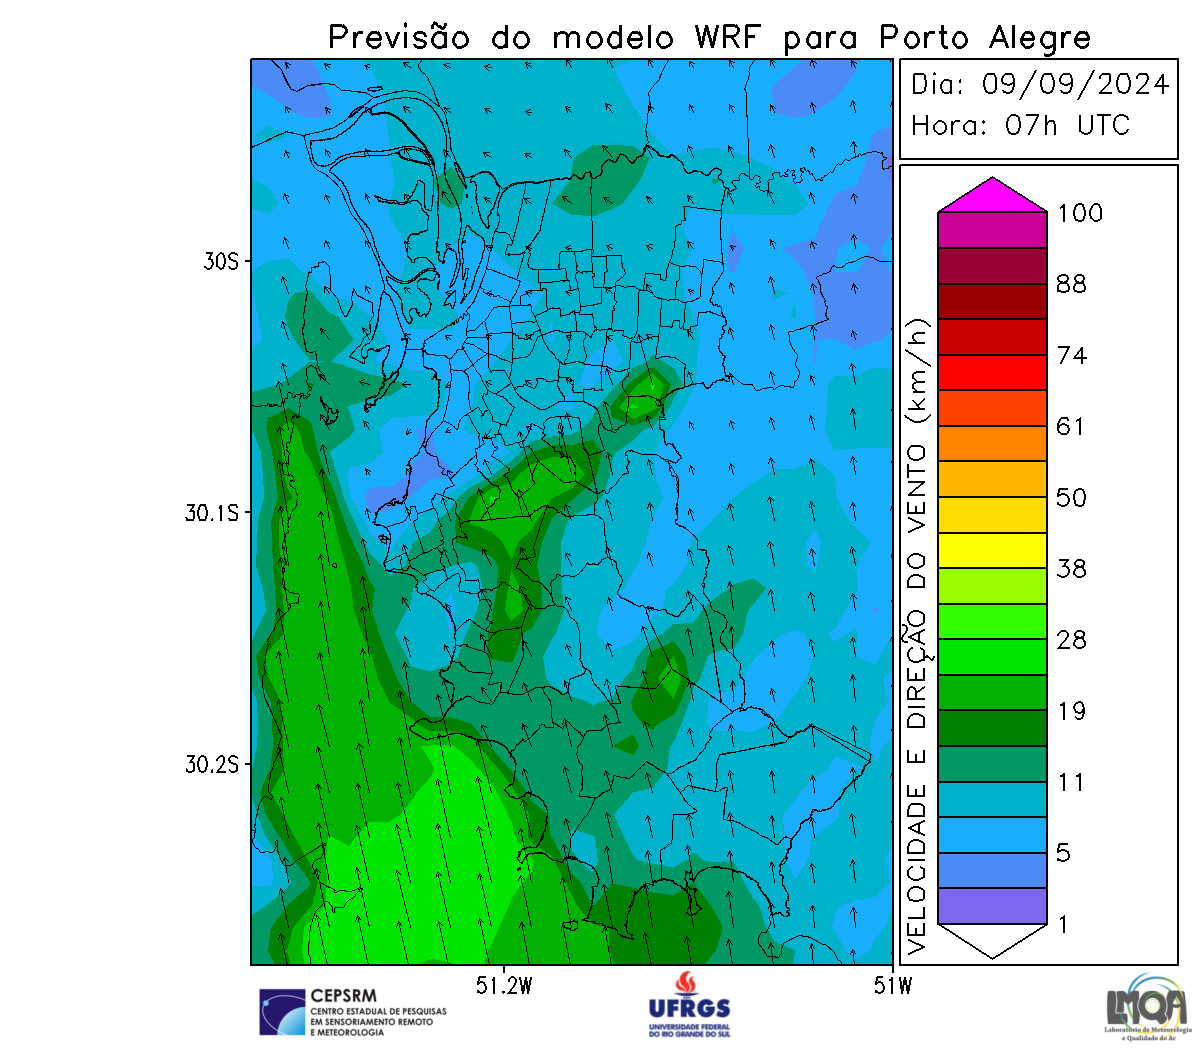 Previsão do modelo WRF para Porto Alegre
Dia: 09/09/2024
Hora: 07h UTC
30S
30.1S
30.2S
51.2W
51W
VELOCIDADE E DIREÇÃO DO VENTO (km/h)
100
88
74
61
50
38
28
19
11
5
1
CEPSRM
CENTRO ESTADUAL DE PESQUISAS
EM SENSORIAMENTO REMOTO
E METEOROLOGIA
UFRGS
UNIVERSIDADE FEDERAL
DO RIO GRANDE DO SUL
LMQA
Laboratório de Meteorologia
e Qualidade do Ar